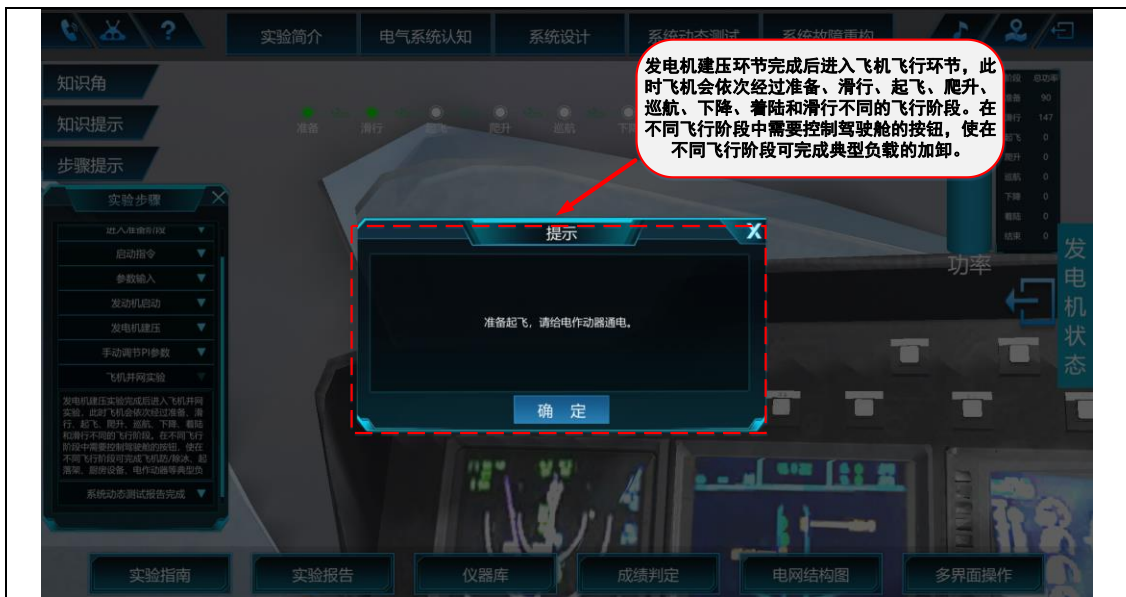 ?
实验简介
电气系统认知
系统设计
系统动态测试
系统故障重构
知识角
知识提示
步骤提示
发电机建压环节完成后进入飞机飞行环节，此
时飞机会依次经过准备、滑行、起飞、爬升、
巡航、下降、着陆和滑行不同的飞行阶段。在
不同飞行阶段中需要控制驾驶舱的按钮，使在
不同飞行阶段可完成典型负载的加卸。
准备
滑行
起飞
爬升
巡航
阶段 总功率
准备 90
滑行 147
起飞 0
爬升 0
巡航 0
下降 0
着陆 0
结束 0
功率
发电机状态
实验步骤
进入准备阶段
启动指令
参数输入
发动机启动
发电机建压
手动调节PI参数
飞机并网实验
发电机建压实验完成后进入飞机并网
实验，此时飞机会依次经过准备、滑
行、起飞、爬升、巡航、下降、着陆
和滑行不同的飞行阶段，在不同飞行
阶段中需要控制驾驶舱的按钮，使在
不同飞行阶段可完成飞机防/除冰、起
落架、厨房设备、电作动器等典型负
系统动态测试报告完成
提示
X
准备起飞，请给电作动器通电。
确 定
实验指南
实验报告
仪器库
成绩判定
电网结构图
多界面操作